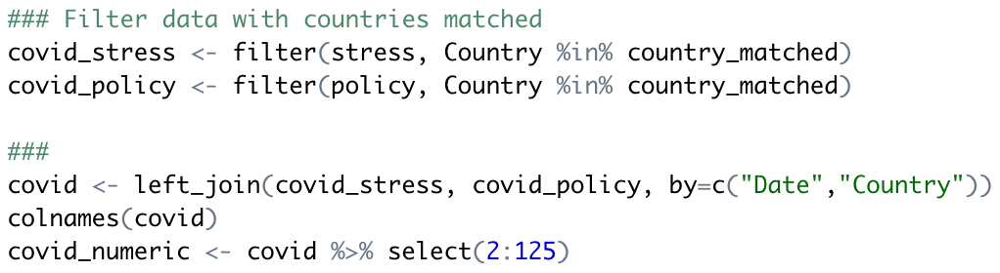 ### Filter data with countries matched
covid_stress <- filter(stress, Country %in% country_matched)
covid_policy <- filter(policy, Country %in% country_matched)
###
covid <- left_join(covid_stress, covid_policy, by=c("Date","Country"))
colnames(covid)
covid_numeric <- covid %>% select(2:125)